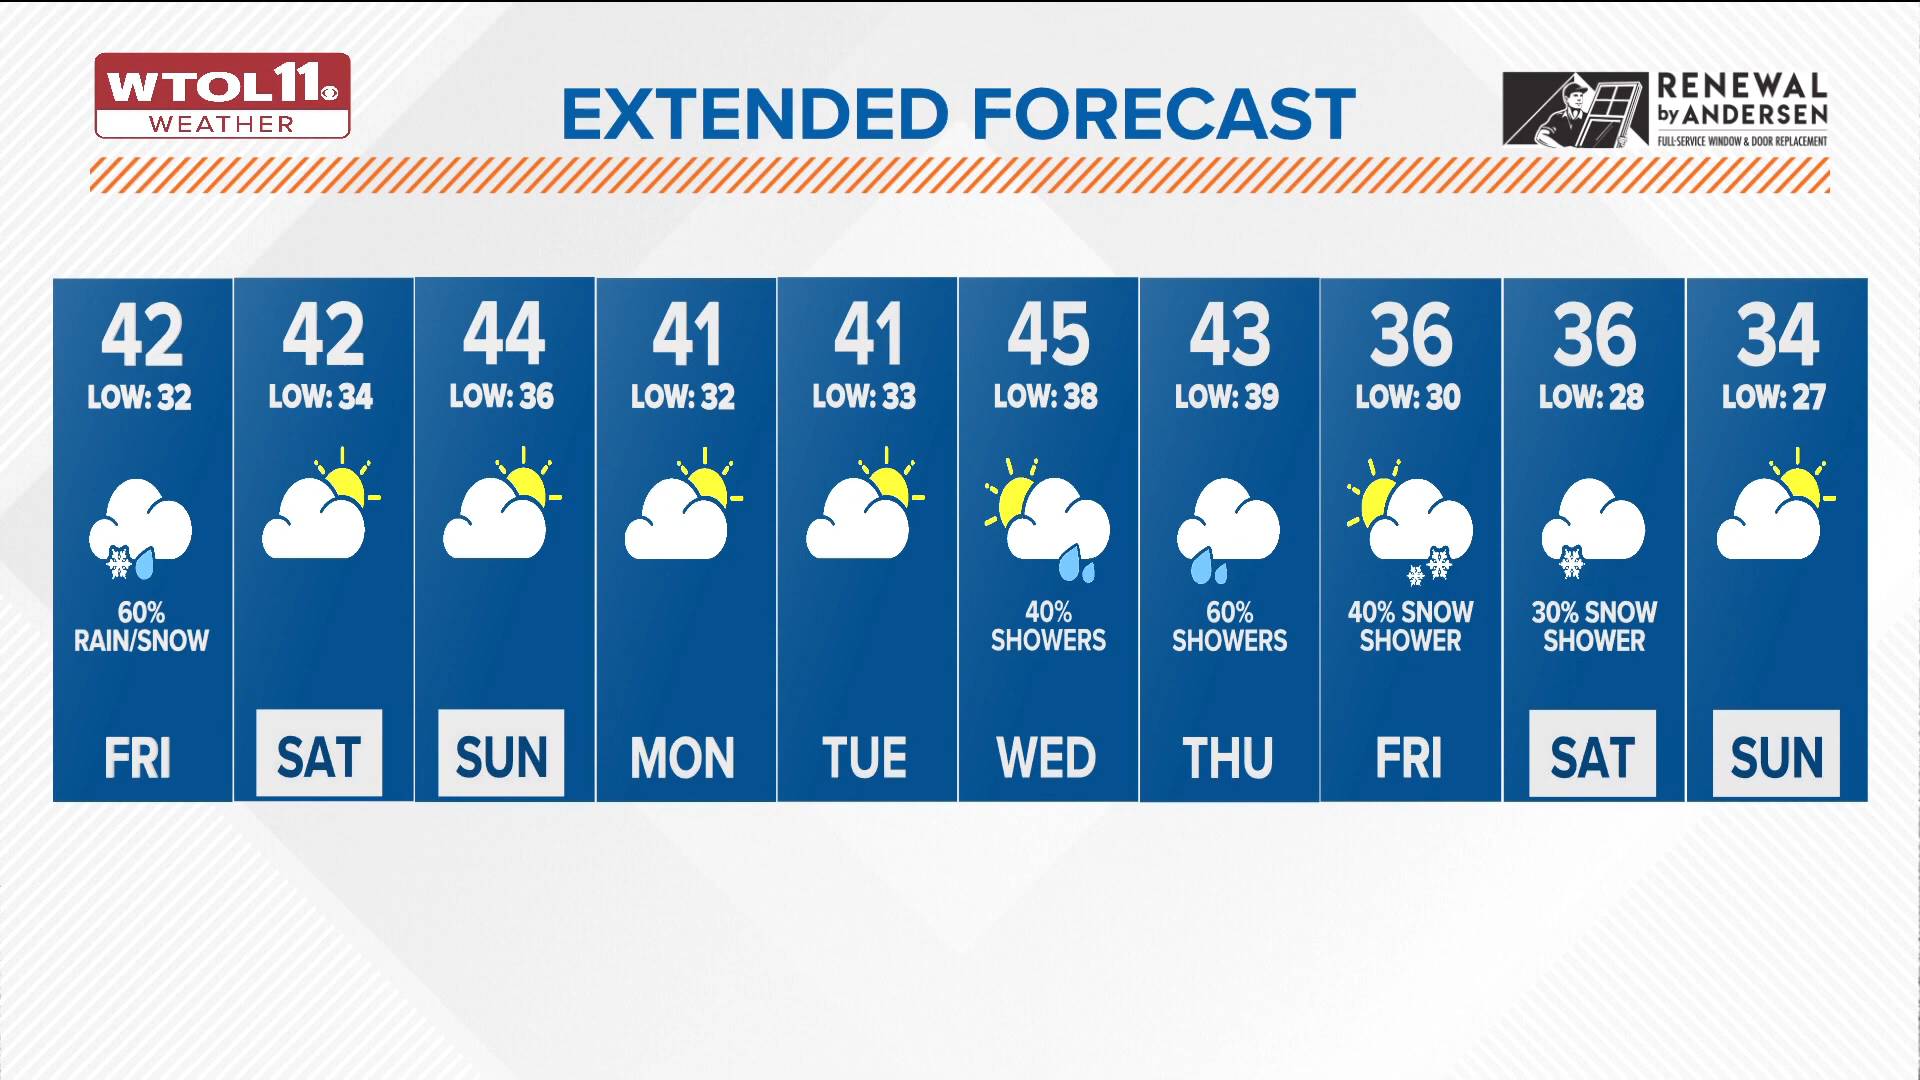 WTOL11
WEATHER
EXTENDED FORECAST
RENEWAL
by ANDERSEN
FULL-SERVICE WINDOW & DOOR REPLACEMENT
42
LOW: 32
60%
RAIN/SNOW
FRI
42
LOW: 34
SAT
44
LOW: 36
SUN
41
LOW: 32
MON
41
LOW: 33
TUE
45
LOW: 38
40%
SHOWERS
WED
43
LOW: 39
60%
SHOWERS
THU
36
LOW: 30
40% SNOW
SHOWER
FRI
36
LOW: 28
30% SNOW
SHOWER
SAT
34
LOW: 27
SUN